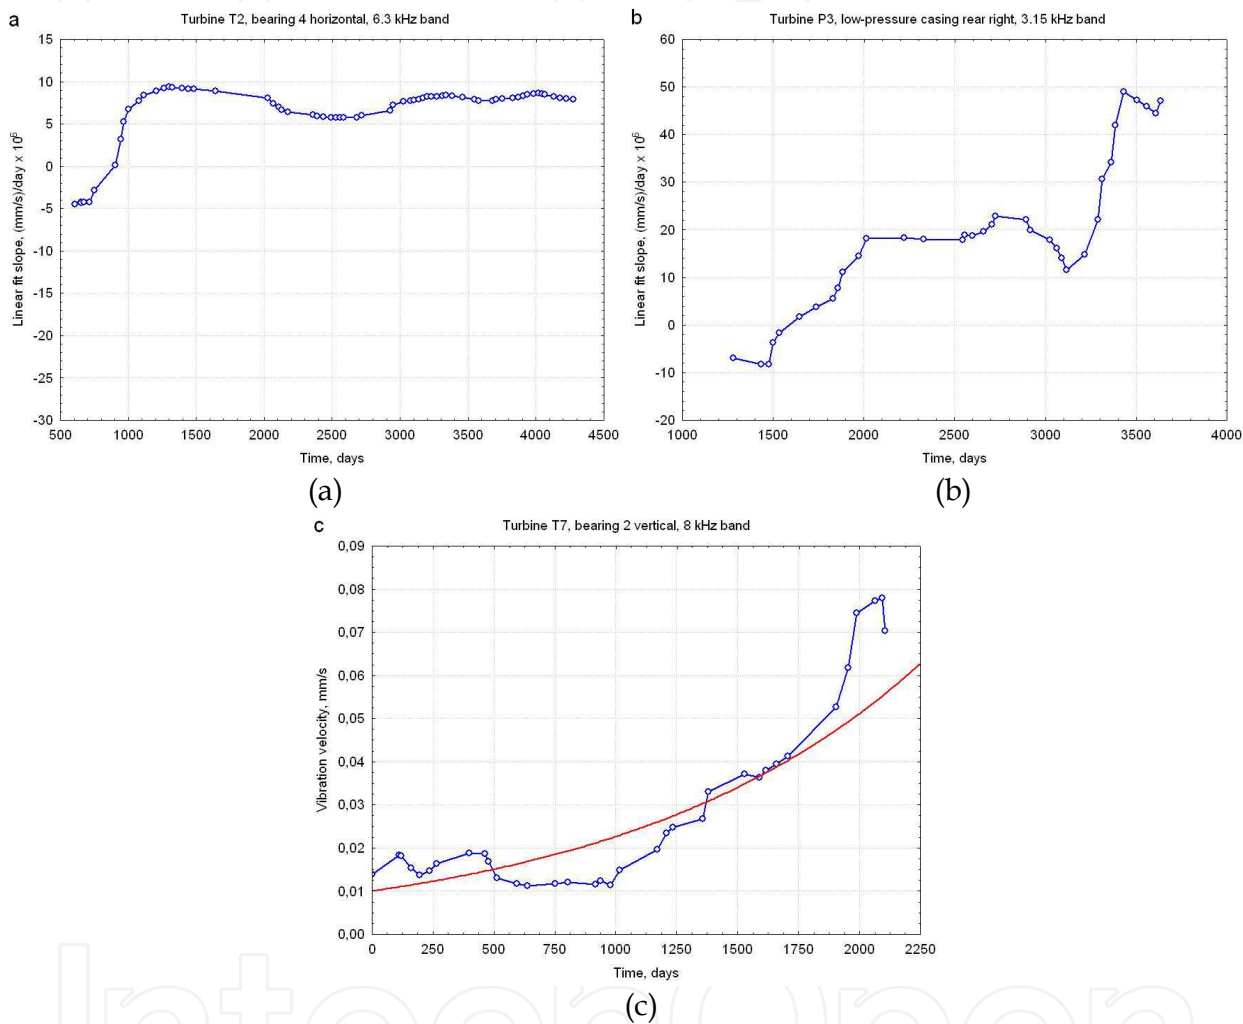 a
Turbine T2, bearing 4 horizontal, 6.3 kHz band
15
10
5
0
-5
-10
-15
-20
-25
-30
Linear fit slope, (mm/s)/day x 10⁶
500 1000 1500 2000 2500 3000 3500 4000 4500
Time, days
(a)
b
Turbine P3, low-pressure casing rear right, 3.15 kHz band
60
50
40
30
20
10
0
-10
-20
Linear fit slope, (mm/s)/day x 10⁶
1000 1500 2000 2500 3000 3500 4000
Time, days
(b)
c
Turbine T7, bearing 2 vertical, 8 kHz band
0,09
0,08
0,07
0,06
0,05
0,04
0,03
0,02
0,01
0,00
Vibration velocity, mm/s
0 250 500 750 1000 1250 1500 1750 2000 2250
Time, days
(c)
IntechOpen